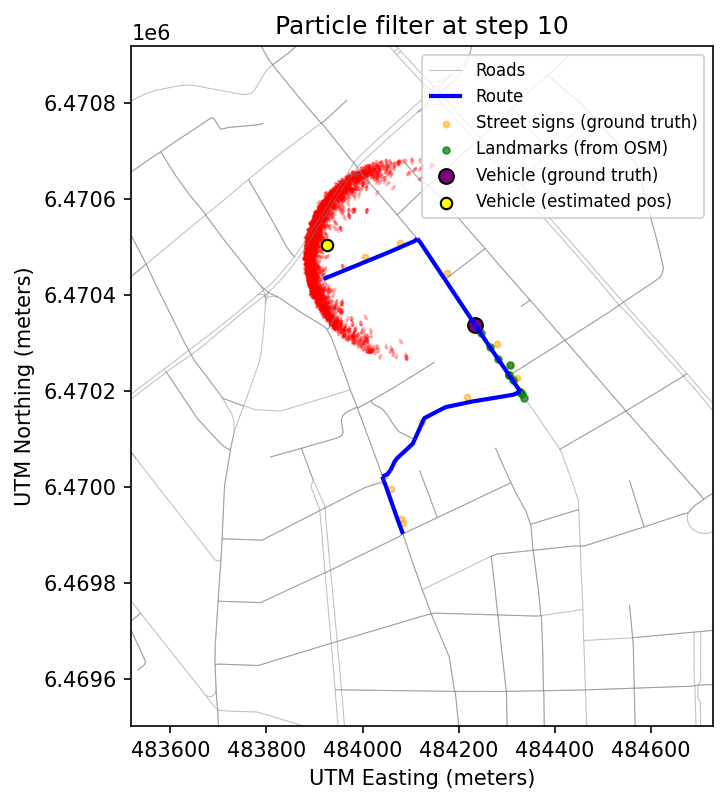 Particle filter at step 10
1e6
Roads
Route
Street signs (ground truth)
Landmarks (from OSM)
Vehicle (ground truth)
Vehicle (estimated pos)
6.4708
6.4706
6.4704
6.4702
6.4700
6.4698
6.4696
UTM Northing (meters)
483600 483800 484000 484200 484400 484600
UTM Easting (meters)